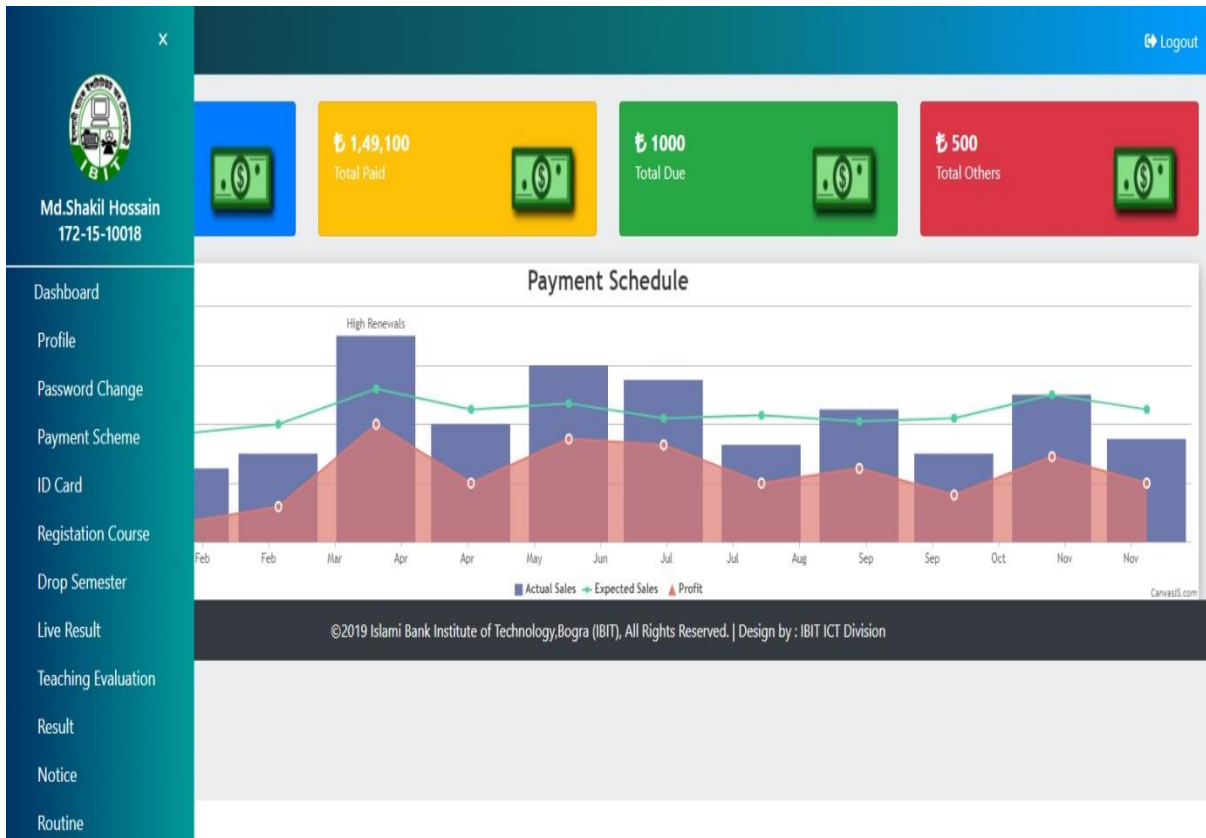 ×
Logout
IBIT
Md.Shakil Hossain
172-15-10018
Dashboard
Profile
Password Change
Payment Scheme
ID Card
Registation Course
Drop Semester
Live Result
Teaching Evaluation
Result
Notice
Routine
৳ 1,49,100
Total Paid
৳ 1000
Total Due
৳ 500
Total Others
Payment Schedule
High Renewals
Feb Feb Mar Apr Apr May Jun Jul Jul Aug Sep Sep Oct Nov Nov
Actual Sales Expected Sales Profit
CanvasJS.com
©2019 Islami Bank Institute of Technology,Bogra (IBIT), All Rights Reserved. | Design by : IBIT ICT Division